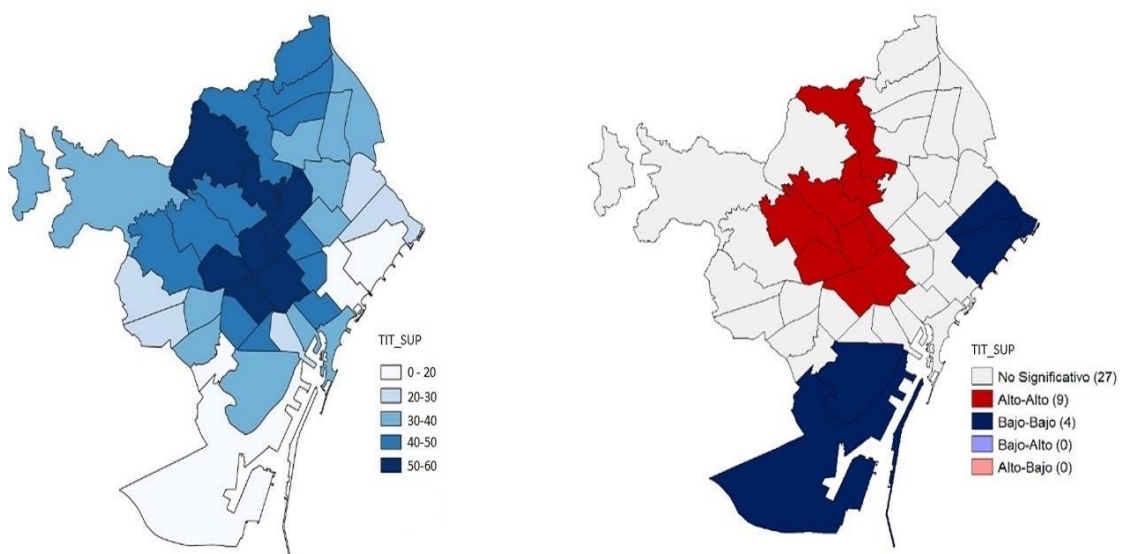 TIT_SUP
0 - 20
20-30
30-40
40-50
50-60
TIT_SUP
No Significativo (27)
Alto-Alto (9)
Bajo-Bajo (4)
Bajo-Alto (0)
Alto-Bajo (0)